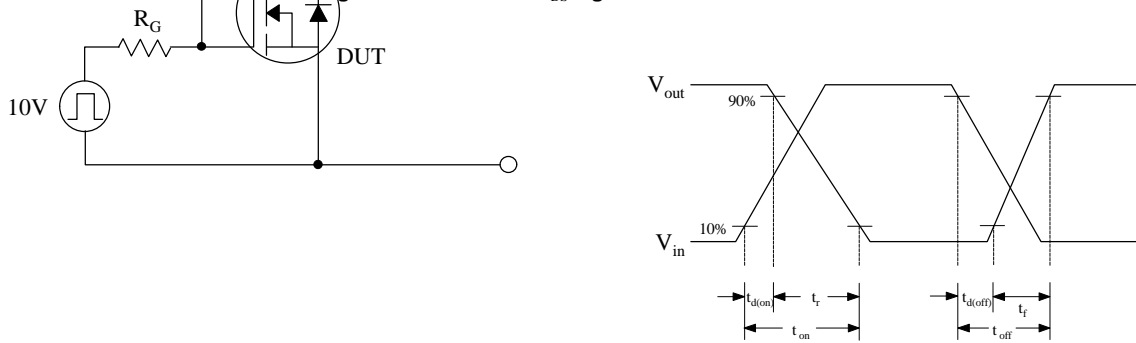 R_G
DUT
10V
V_out
90%
10%
V_in
t_d(on)
t_r
t_d(off)
t_f
t_on
t_off